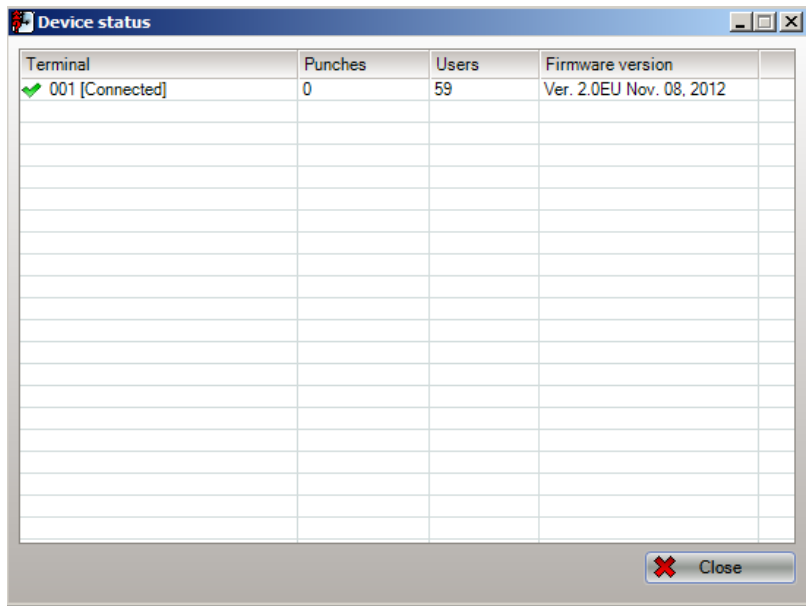 Device status
Terminal Punches Users Firmware version
001 [Connected] 0 59 Ver. 2.0EU Nov. 08, 2012
Close